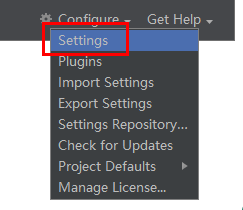 Configure Get Help
Settings
Plugins
Import Settings
Export Settings
Settings Repository...
Check for Updates
Project Defaults
Manage License...